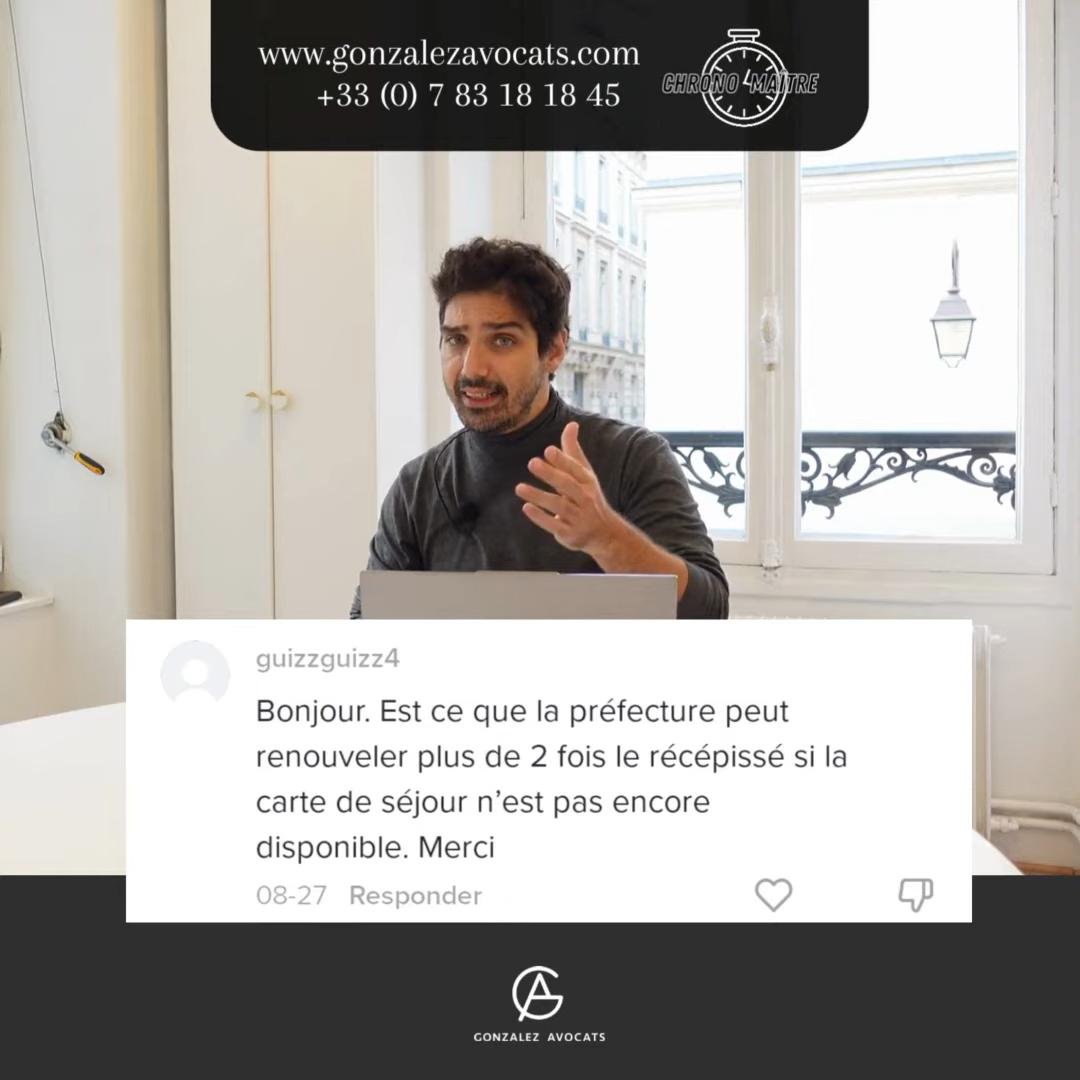 www.gonzalezavocats.com
+33 (0) 7 83 18 18 45
CHRONO MAÎTRE
guizzguizz4
Bonjour. Est ce que la préfecture peut
renouveler plus de 2 fois le récépissé si la
carte de séjour n’est pas encore
disponible. Merci
08-27 Responder
GONZALEZ AVOCATS